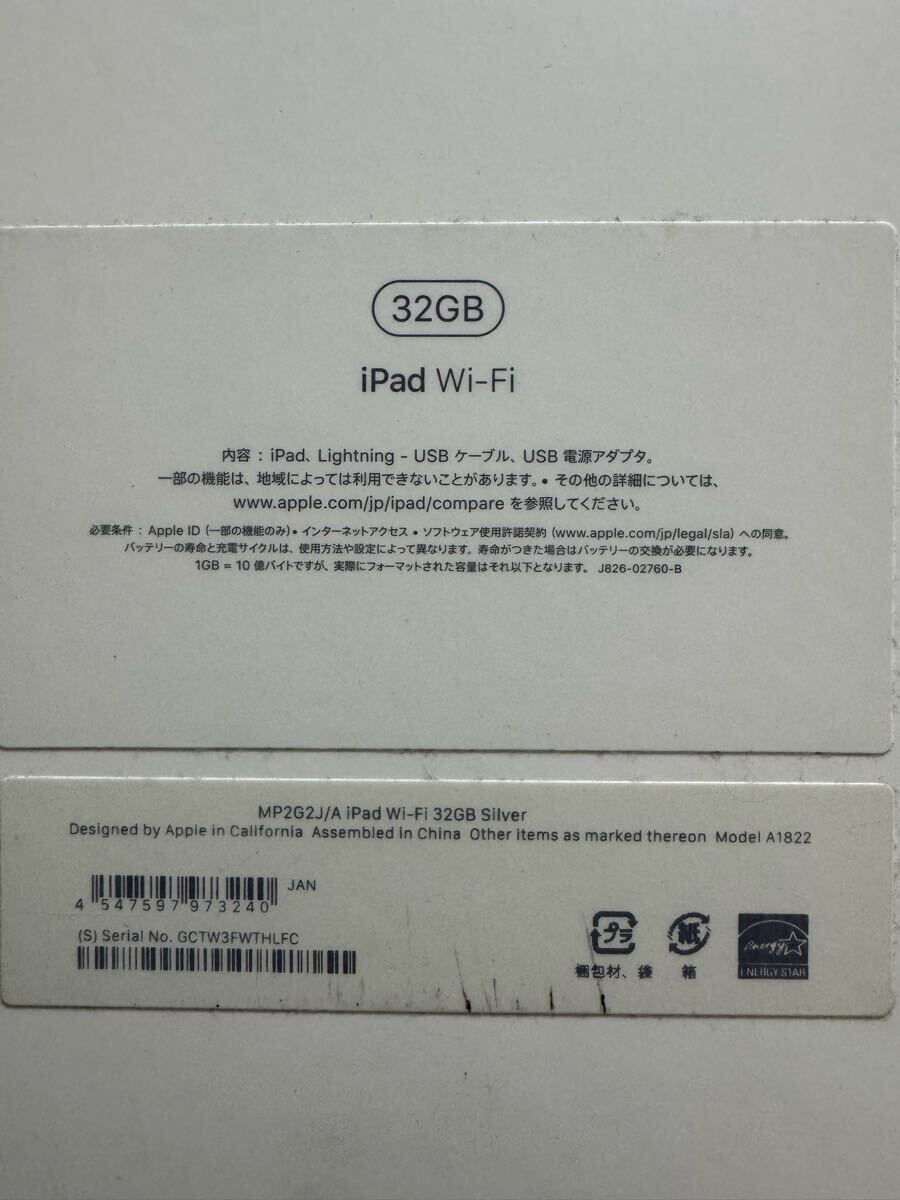 32GB
iPad Wi-Fi
内容：iPad、Lightning - USB ケーブル、USB 電源アダプタ。
一部の機能は、地域によっては利用できないことがあります。• その他の詳細については、
www.apple.com/jp/ipad/compare を参照してください。
必要条件：Apple ID（一部の機能のみ）• インターネットアクセス • ソフトウェア使用許諾契約（www.apple.com/jp/legal/sla）への同意。
バッテリーの寿命と充電サイクルは、使用方法や設定によって異なります。寿命がつきた場合はバッテリーの交換が必要になります。
1GB = 10 億バイトですが、実際にフォーマットされた容量はそれ以下となります。 J826-02760-B
MP2G2J/A iPad Wi-Fi 32GB Silver
Designed by Apple in California Assembled in China Other items as marked thereon Model A1822
JAN
4 547597 973240
(S) Serial No. GCTW3FWTHLFC
プラ 紙 energy
梱包材、袋 箱 ENERGY STAR